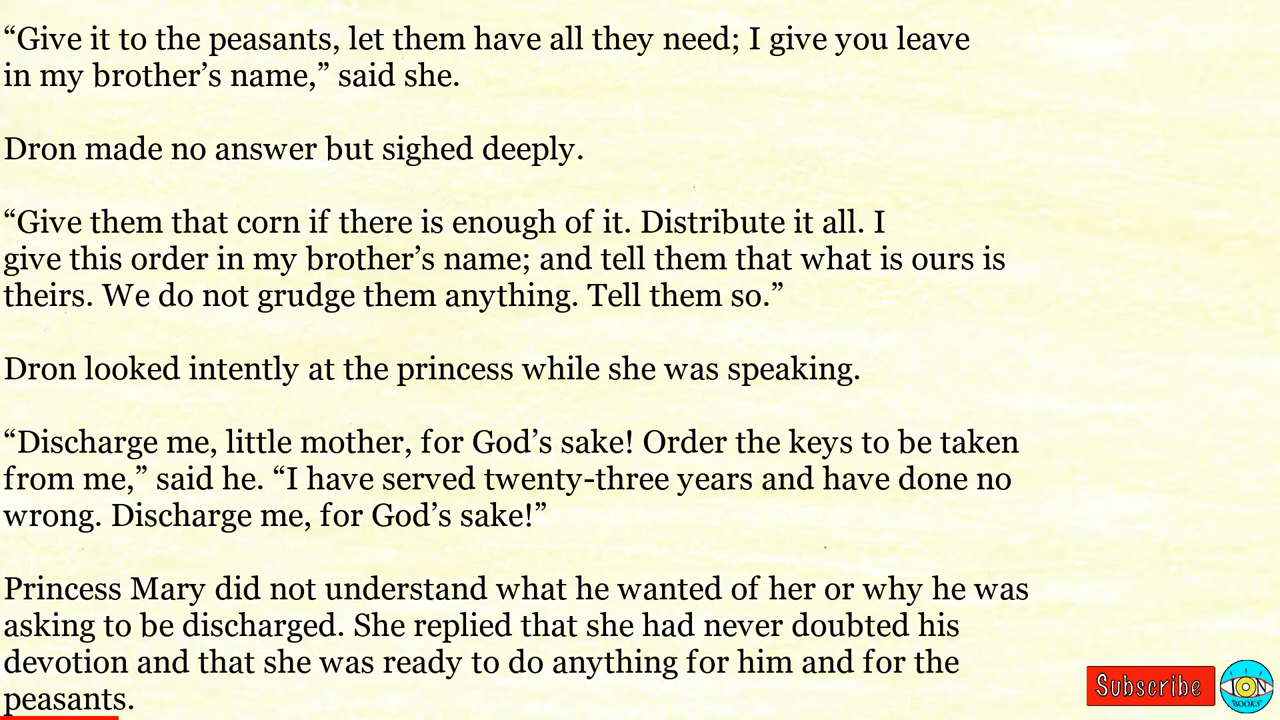 “Give it to the peasants, let them have all they need; I give you leave
in my brother’s name,” said she.
Dron made no answer but sighed deeply.
“Give them that corn if there is enough of it. Distribute it all. I
give this order in my brother’s name; and tell them that what is ours is
theirs. We do not grudge them anything. Tell them so.”
Dron looked intently at the princess while she was speaking.
“Discharge me, little mother, for God’s sake! Order the keys to be taken
from me,” said he. “I have served twenty-three years and have done no
wrong. Discharge me, for God’s sake!”
Princess Mary did not understand what he wanted of her or why he was
asking to be discharged. She replied that she had never doubted his
devotion and that she was ready to do anything for him and for the
peasants.
Subscribe
ION
BOOKS